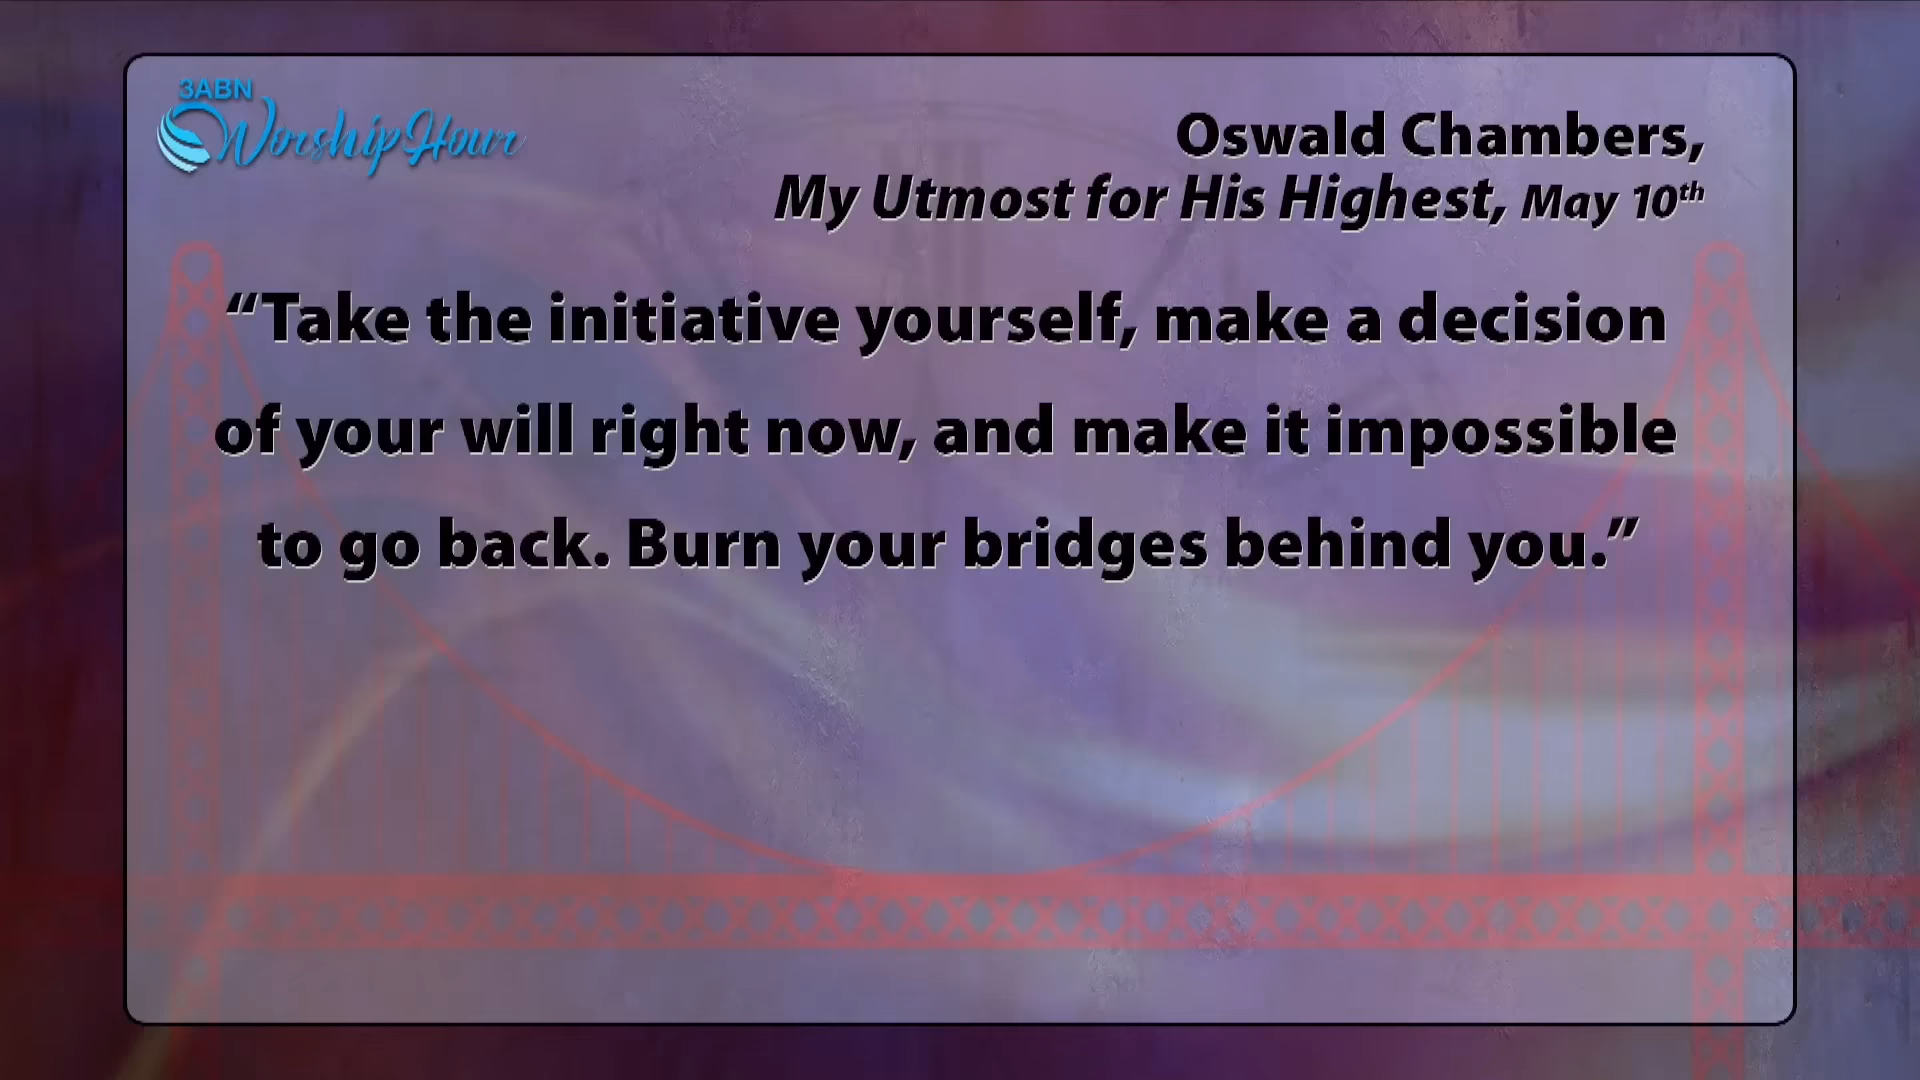 3ABN
Worship Hour
Oswald Chambers,
My Utmost for His Highest, May 10th
“Take the initiative yourself, make a decision
of your will right now, and make it impossible
to go back. Burn your bridges behind you.”